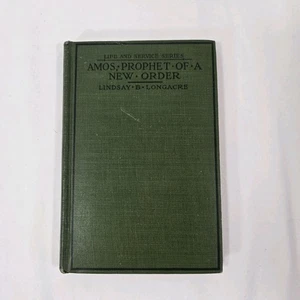 LIFE AND SERVICE SERIES
AMOS, PROPHET · OF · A
NEW · ORDER
LINDSAY · B · LONGACRE